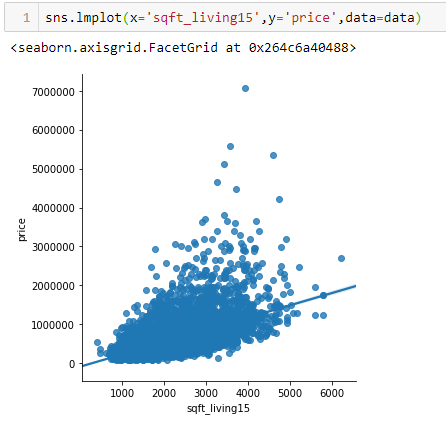 1 sns.lmplot(x='sqft_living15',y='price',data=data)
<seaborn.axisgrid.FacetGrid at 0x264c6a40488>
7000000
6000000
5000000
4000000
3000000
2000000
1000000
0
price
1000 2000 3000 4000 5000 6000
sqft_living15